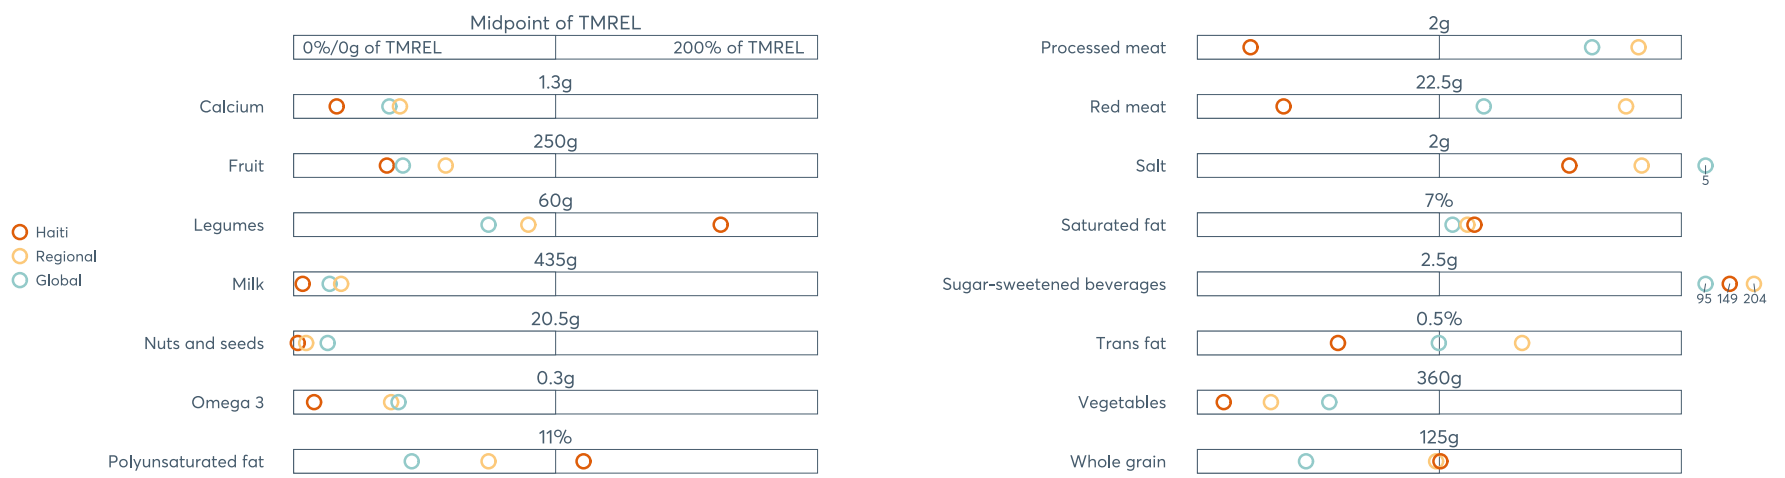 Midpoint of TMREL
0%/0g of TMREL 200% of TMREL
1.3g
Calcium
250g
Fruit
60g
Legumes
435g
Milk
20.5g
Nuts and seeds
0.3g
Omega 3
11%
Polyunsaturated fat
Haiti
Regional
Global
2g
Processed meat
22.5g
Red meat
2g
Salt
5
7%
Saturated fat
2.5g
Sugar-sweetened beverages
95 149 204
0.5%
Trans fat
360g
Vegetables
125g
Whole grain